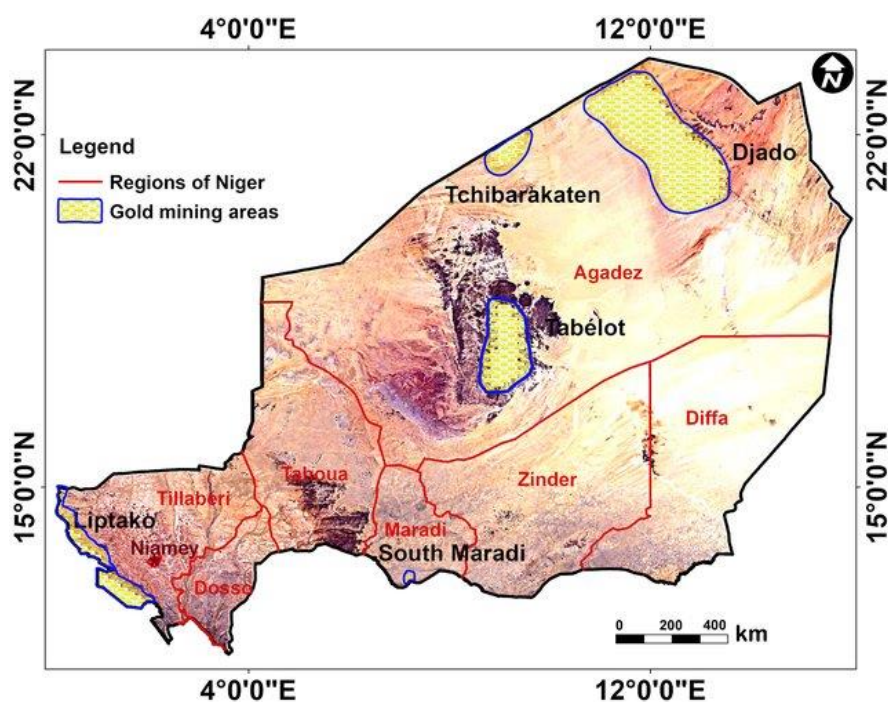 4°0'0"E 12°0'0"E
22°0'0"N 22°0'0"N
N
Legend
Regions of Niger
Gold mining areas
Djado
Tchibarakaten
Agadez
Tabélot
Diffa
15°0'0"N 15°0'0"N
Zinder
Tahoua
Tillaberi
Liptako
Maradi
Niamey
South Maradi
Dosso
0 200 400
km
4°0'0"E 12°0'0"E